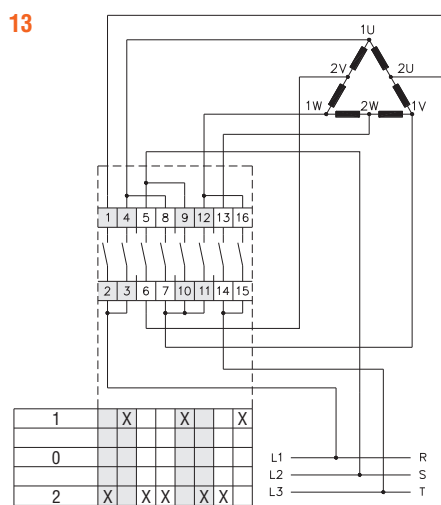 13
1U
2V 2U
1W 2W 1V
1 4 5 8 9 12 13 16
2 3 6 7 10 11 14 15
1 X X X
0
2 X X X X X
L1 R
L2 S
L3 T